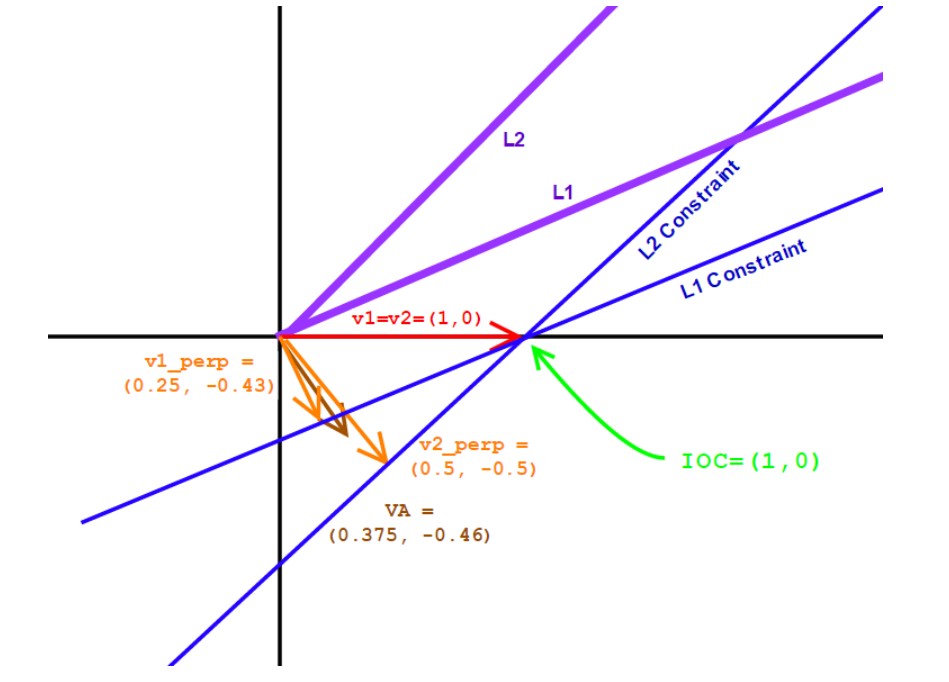 L2
L1
L2 Constraint
L1 Constraint
v1=v2=(1,0)
v1_perp =
(0.25, -0.43)
v2_perp =
(0.5, -0.5)
IOC=(1,0)
VA =
(0.375, -0.46)